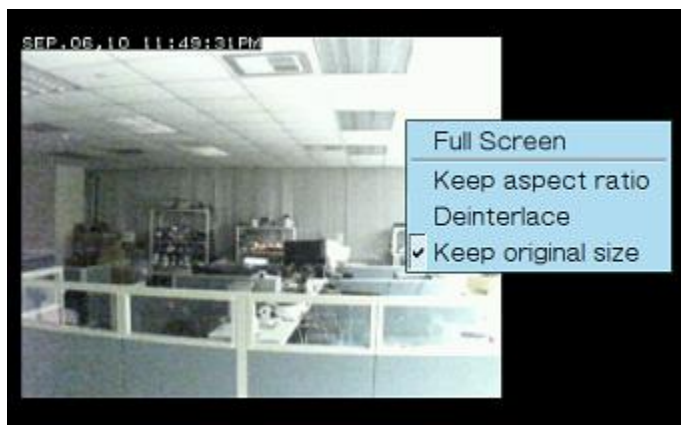 SEP.06,10 11:49:31PM
Full Screen
Keep aspect ratio
Deinterlace
Keep original size